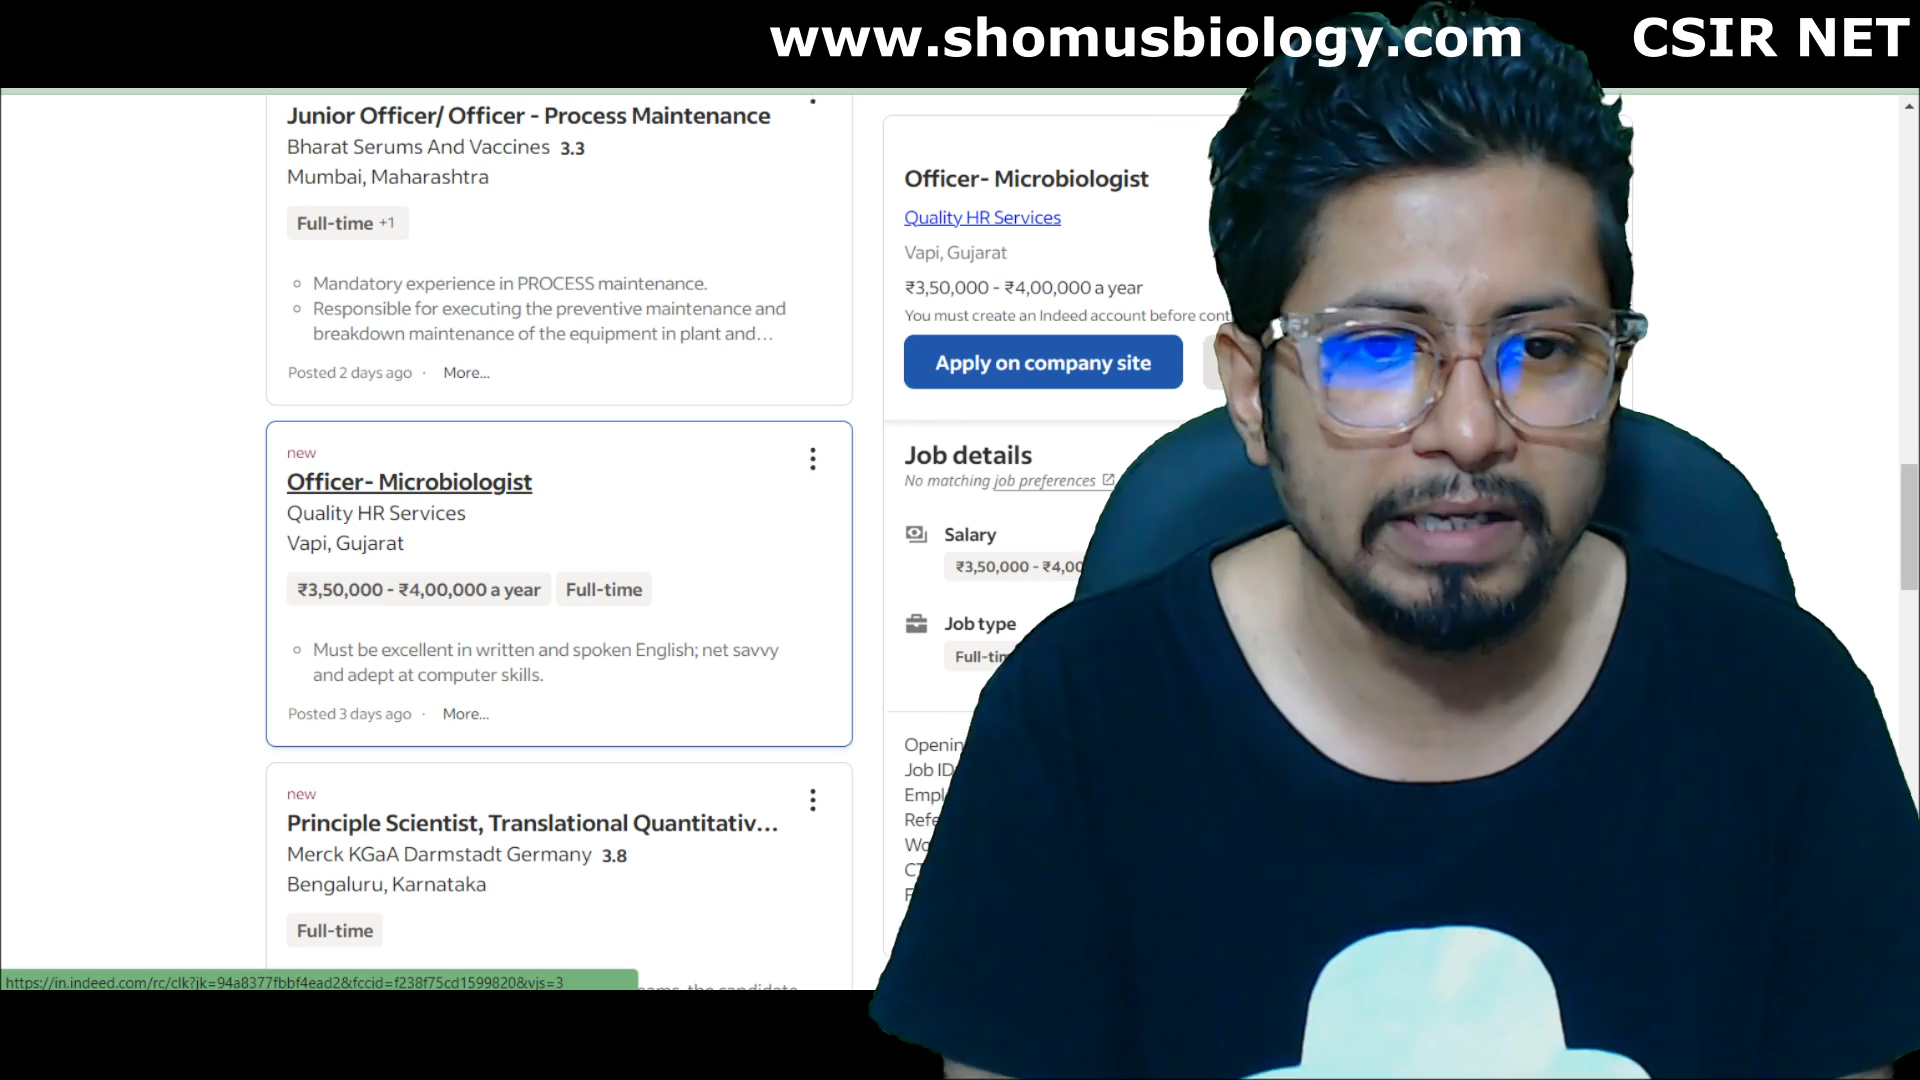 www.shomusbiology.com CSIR NET
Junior Officer/ Officer - Process Maintenance
Bharat Serums And Vaccines 3.3
Mumbai, Maharashtra
Full-time +1
Mandatory experience in PROCESS maintenance.
Responsible for executing the preventive maintenance and
breakdown maintenance of the equipment in plant and…
Posted 2 days ago · More...
new
Officer- Microbiologist
Quality HR Services
Vapi, Gujarat
₹3,50,000 - ₹4,00,000 a year Full-time
Must be excellent in written and spoken English; net savvy
and adept at computer skills.
Posted 3 days ago · More...
new
Principle Scientist, Translational Quantitativ…
Merck KGaA Darmstadt Germany 3.8
Bengaluru, Karnataka
Full-time
https://in.indeed.com/rc/clk?jk=94a8377fbbf4ead2&fccid=f238f75cd1599820&vjs=3
Officer- Microbiologist
Quality HR Services
Vapi, Gujarat
₹3,50,000 - ₹4,00,000 a year
You must create an Indeed account before
Apply on company site
Job details
No matching job preferences
Salary
₹3,50,000 -
Job type
Job ID